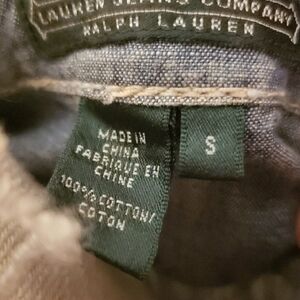 LAUREN JEANS COMPANY
RALPH LAUREN
MADE IN
CHINA
FABRIQUE EN
CHINE
100% COTTON/
COTON
S